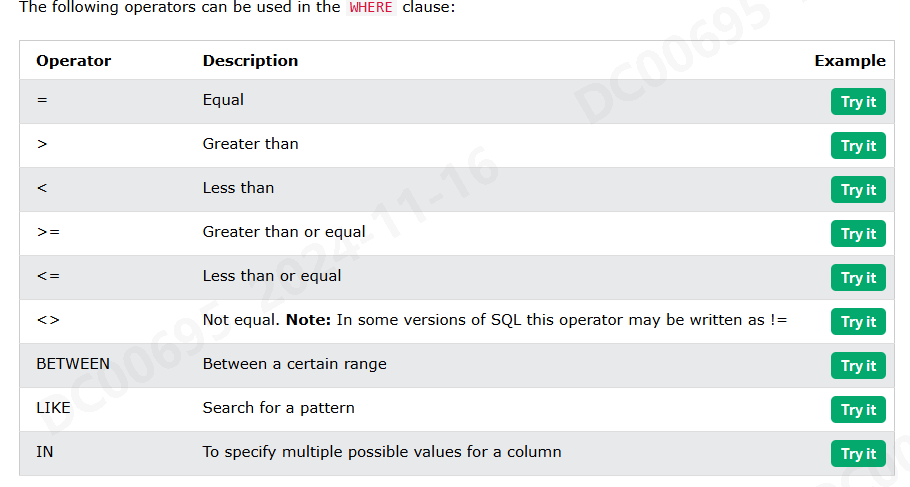 The following operators can be used in the WHERE clause:
Operator Description Example
= Equal Try it
> Greater than Try it
< Less than Try it
>= Greater than or equal Try it
<= Less than or equal Try it
<> Not equal. Note: In some versions of SQL this operator may be written as != Try it
BETWEEN Between a certain range Try it
LIKE Search for a pattern Try it
IN To specify multiple possible values for a column Try it
DC00695
DC00695 2024-11-16
DC00